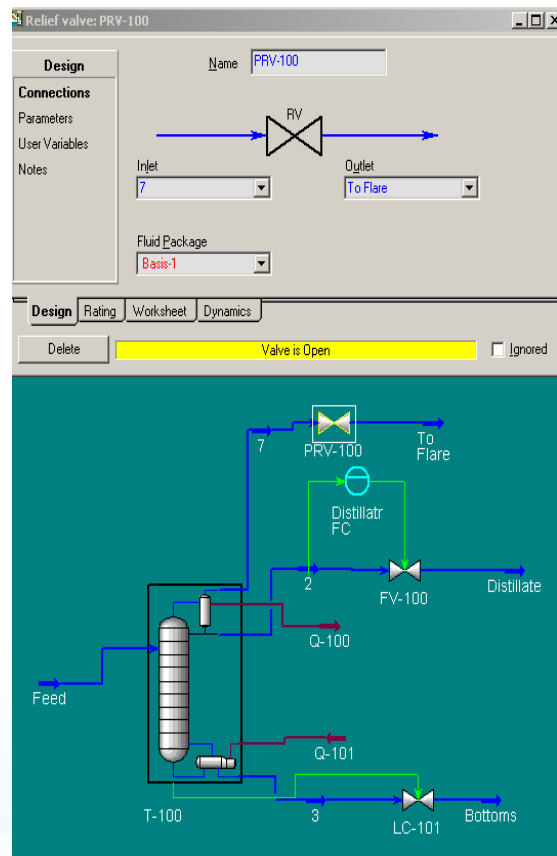 Relief valve: PRV-100
Design
Connections
Parameters
User Variables
Notes
Name PRV-100
RV
Inlet Outlet
7 To Flare
Fluid Package
Basis-1
Design Rating Worksheet Dynamics
Delete Valve is Open Ignored
7
PRV-100
To
Flare
Distillatr
FC
2
FV-100
Distillate
Q-100
Feed
Q-101
T-100
3
LC-101
Bottoms